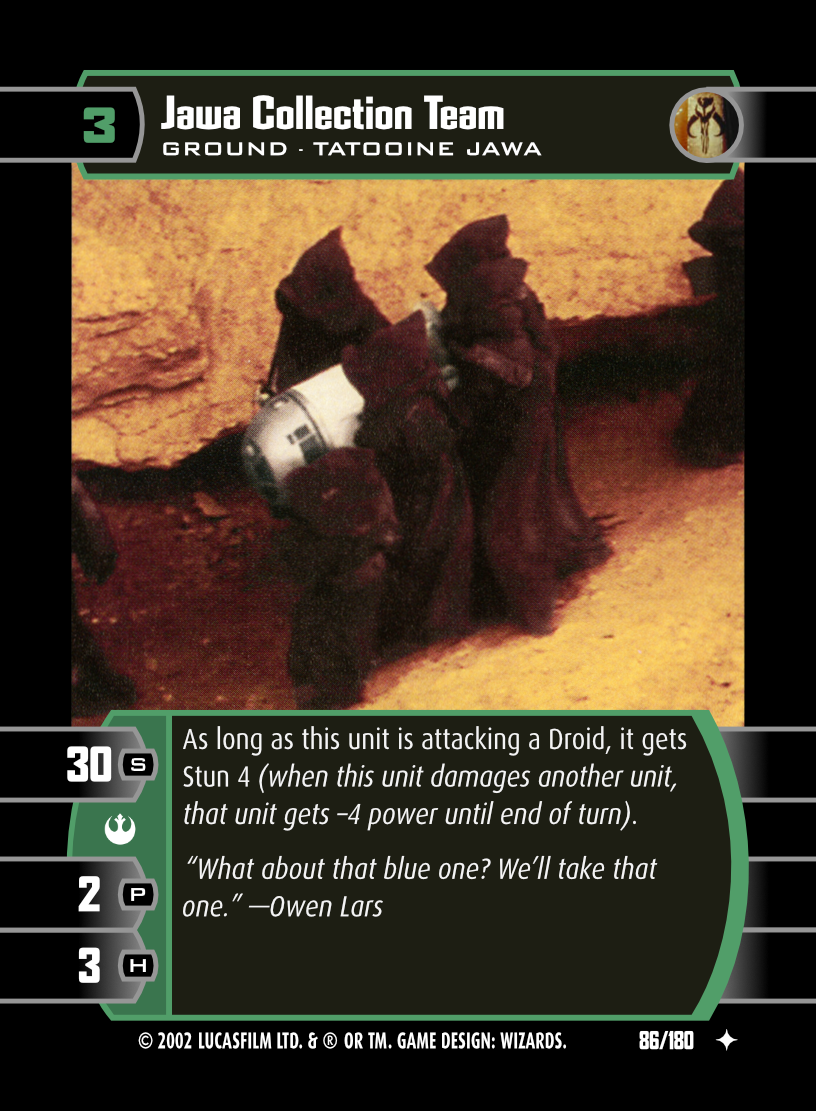 3
Jawa Collection Team
GROUND · TATOOINE JAWA
As long as this unit is attacking a Droid, it gets
Stun 4 (when this unit damages another unit,
that unit gets –4 power until end of turn).
“What about that blue one? We’ll take that
one.” —Owen Lars
30 S
2 P
3 H
© 2002 LUCASFILM LTD. & ® OR TM. GAME DESIGN: WIZARDS.
86/180